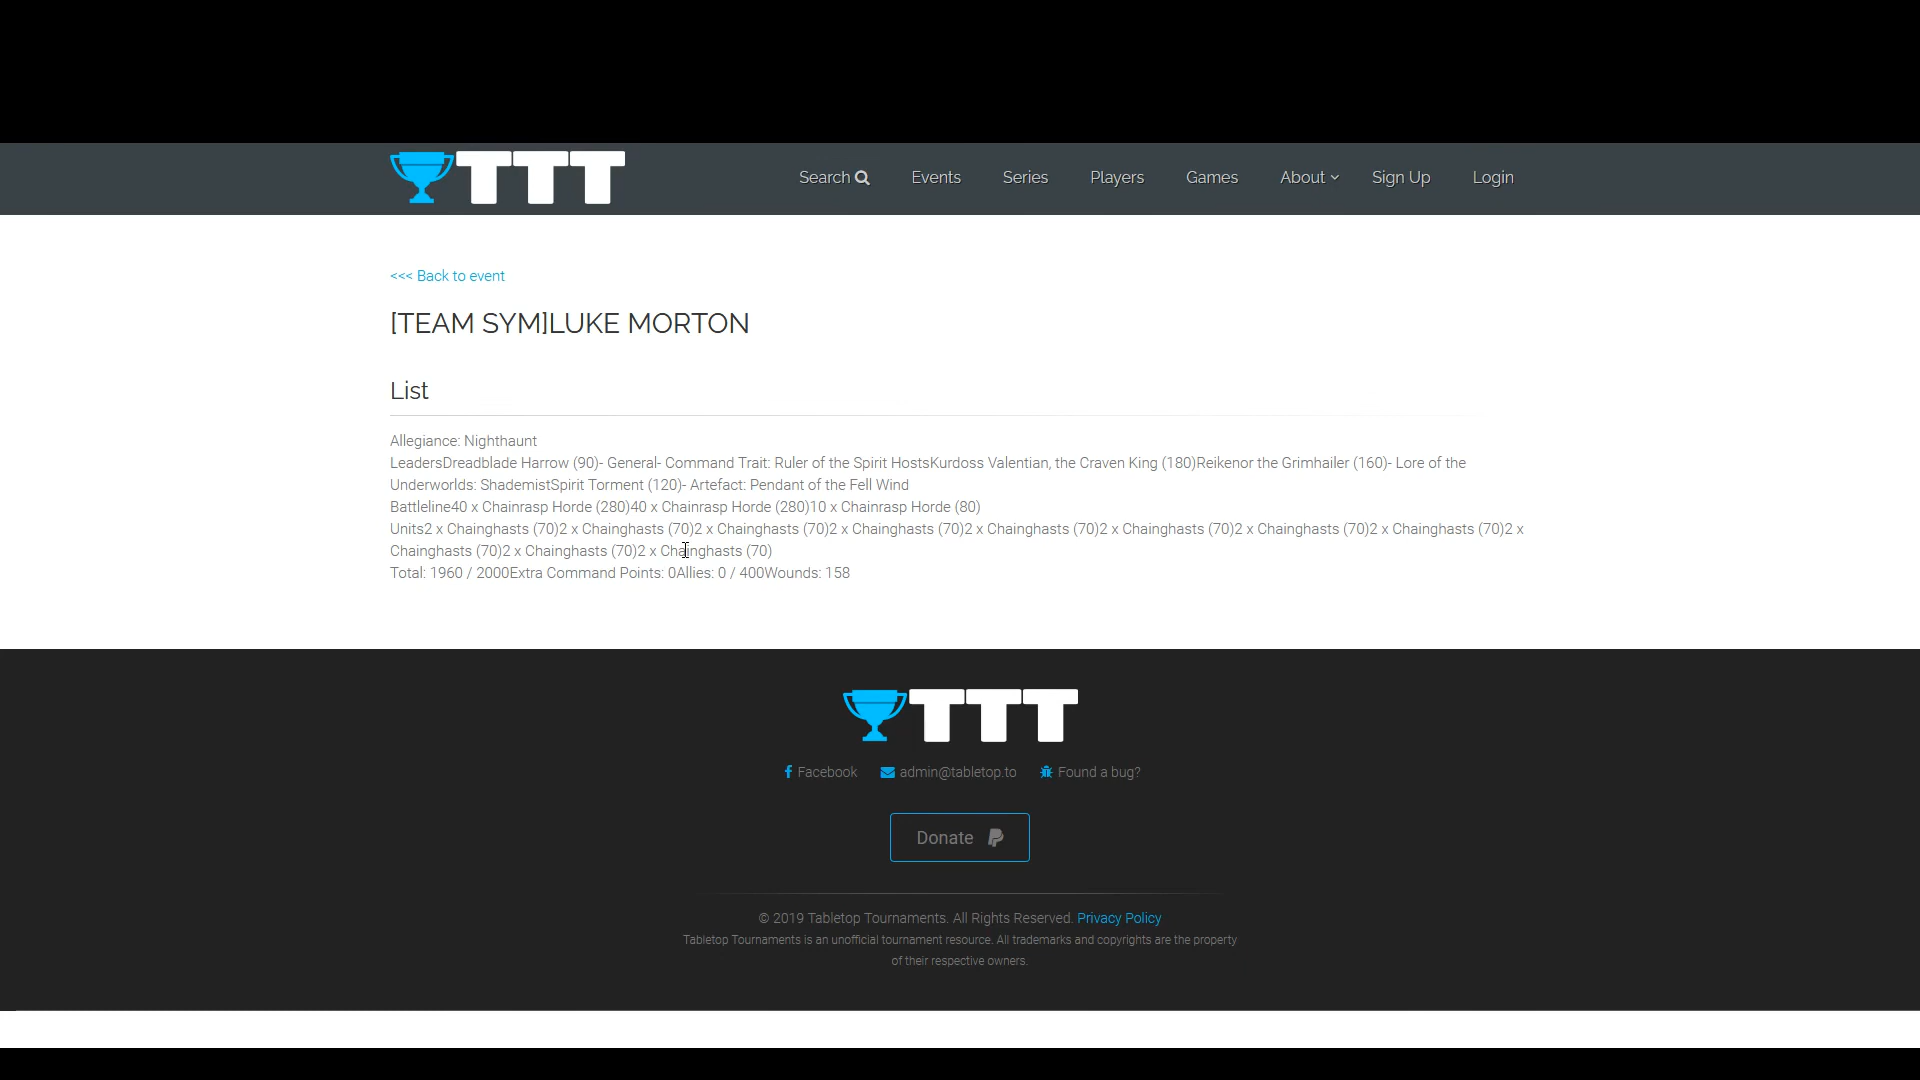 TTT
Search Events Series Players Games About Sign Up Login
<<< Back to event
[TEAM SYM]LUKE MORTON
List
Allegiance: Nighthaunt
LeadersDreadblade Harrow (90)- General- Command Trait: Ruler of the Spirit HostsKurdoss Valentian, the Craven King (180)Reikenor the Grimhailer (160)- Lore of the
Underworlds: ShademistSpirit Torment (120)- Artefact: Pendant of the Fell Wind
Battleline40 x Chainrasp Horde (280)40 x Chainrasp Horde (280)10 x Chainrasp Horde (80)
Units2 x Chainghasts (70)2 x Chainghasts (70)2 x Chainghasts (70)2 x Chainghasts (70)2 x Chainghasts (70)2 x Chainghasts (70)2 x Chainghasts (70)2 x Chainghasts (70)2 x
Chainghasts (70)2 x Chainghasts (70)2 x Chainghasts (70)
Total: 1960 / 2000Extra Command Points: 0Allies: 0 / 400Wounds: 158
TTT
Facebook admin@tabletop.to Found a bug?
Donate
© 2019 Tabletop Tournaments. All Rights Reserved. Privacy Policy
Tabletop Tournaments is an unofficial tournament resource. All trademarks and copyrights are the property
of their respective owners.